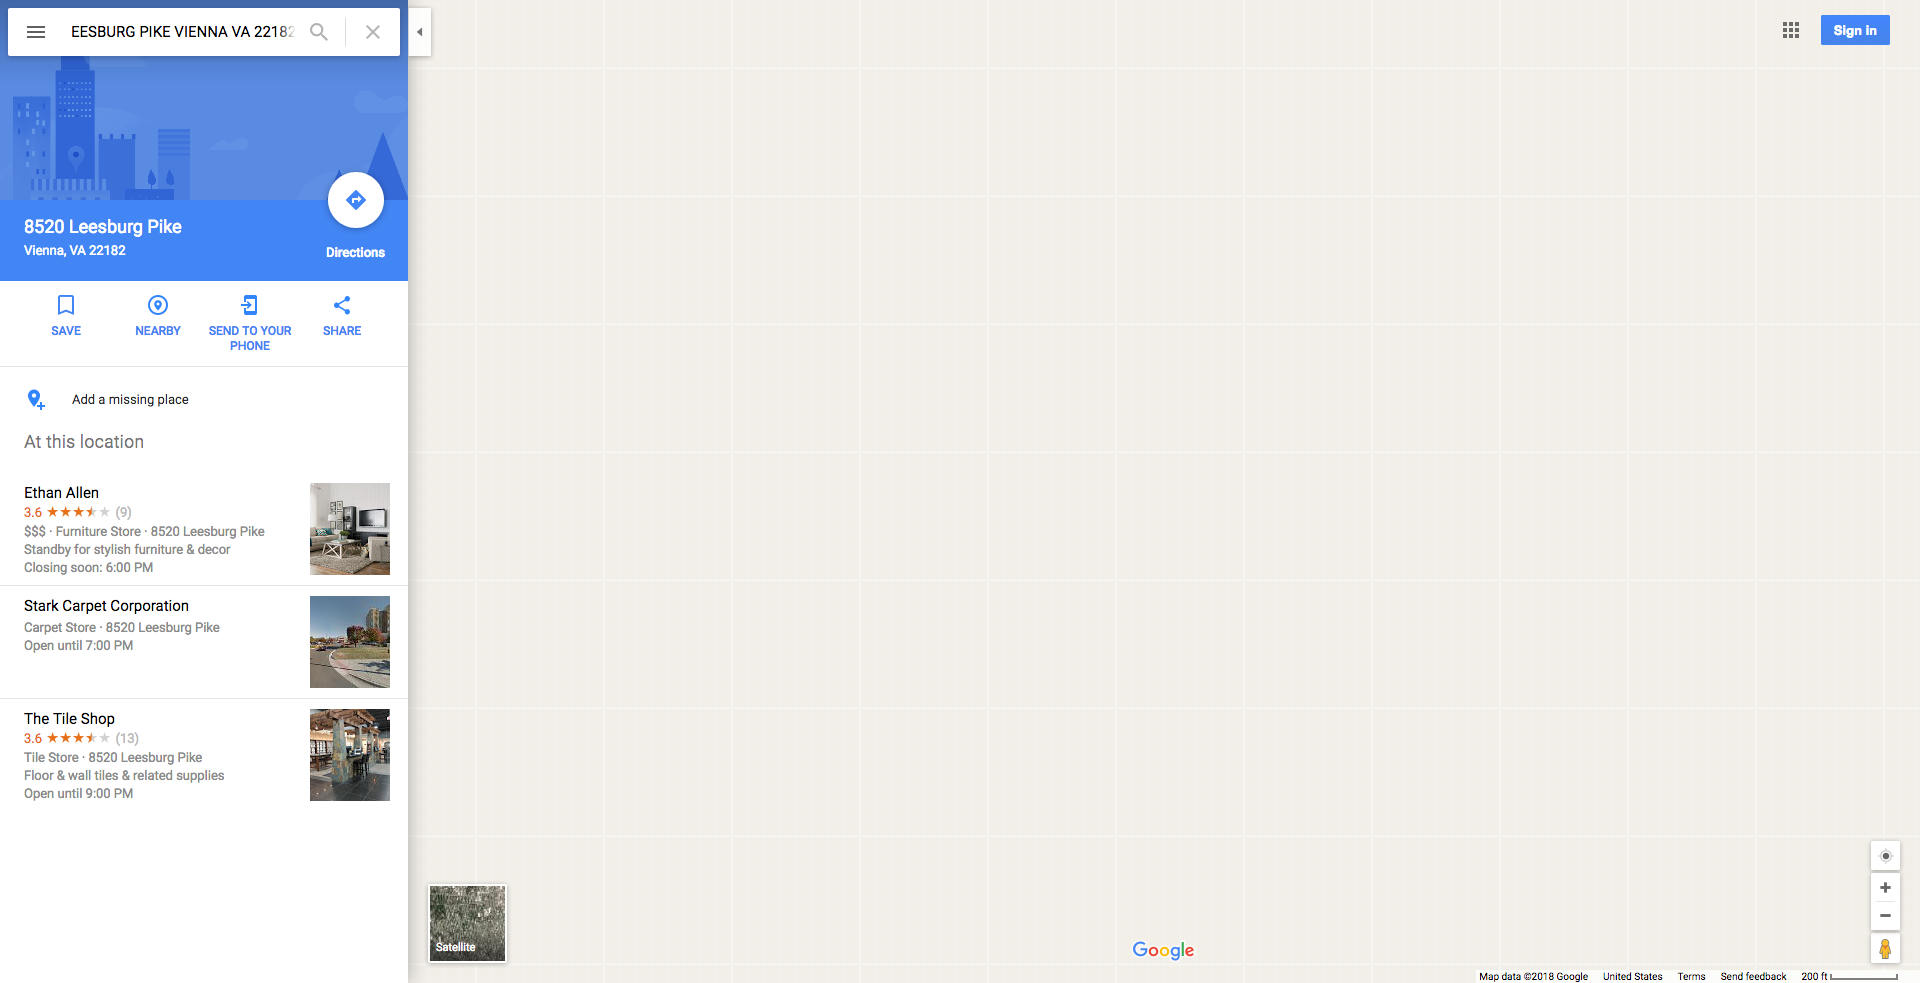 EESBURG PIKE VIENNA VA 22182
Sign in
8520 Leesburg Pike
Vienna, VA 22182
Directions
SAVE
NEARBY
SEND TO YOUR
PHONE
SHARE
Add a missing place
At this location
Ethan Allen
3.6 ★★★★★ (9)
$$$ · Furniture Store · 8520 Leesburg Pike
Standby for stylish furniture & decor
Closing soon: 6:00 PM
Stark Carpet Corporation
Carpet Store · 8520 Leesburg Pike
Open until 7:00 PM
The Tile Shop
3.6 ★★★★★ (13)
Tile Store · 8520 Leesburg Pike
Floor & wall tiles & related supplies
Open until 9:00 PM
Satellite
Google
Map data ©2018 Google United States Terms Send feedback 200 ft